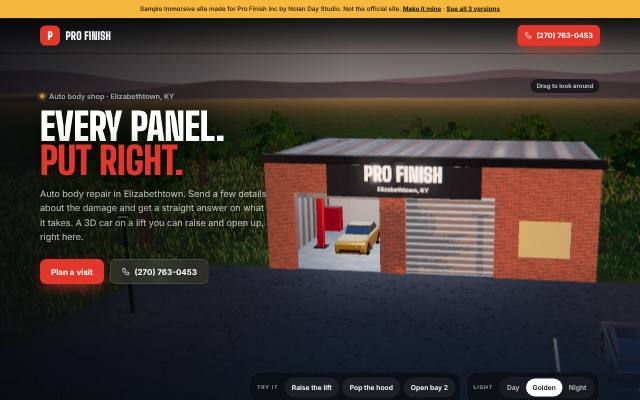 Sample Immersive site made for Pro Finish Inc by Nolan Day Studio. Not the official site. Make it mine · See all 3 versions
P PRO FINISH
(270) 763-0453
Drag to look around
Auto body shop · Elizabethtown, KY
EVERY PANEL.
PUT RIGHT.
Auto body repair in Elizabethtown. Send a few details
about the damage and get a straight answer on what
it takes. A 3D car on a lift you can raise and open up,
right here.
Plan a visit
(270) 763-0453
PRO FINISH
Elizabethtown, KY
TRY IT Raise the lift Pop the hood Open bay 2
LIGHT Day Golden Night